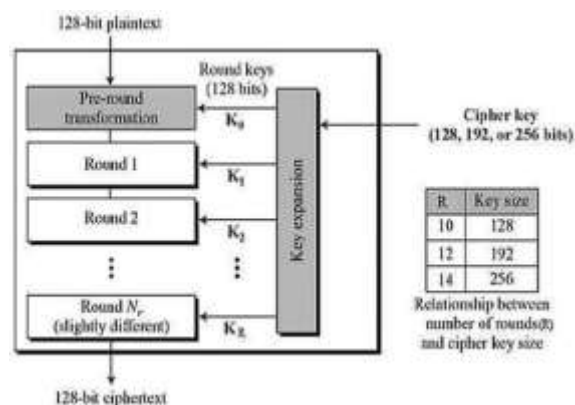 128-bit plaintext
Round keys
(128 bits)
Pre-round
transformation
K₀
Cipher key
(128, 192, or 256 bits)
Round 1
K₁
Round 2
K₂
Key expansion
Round Nᵣ
(slightly different)
K_R
R Key size
10 128
12 192
14 256
Relationship between
number of rounds(R)
and cipher key size
128-bit ciphertext